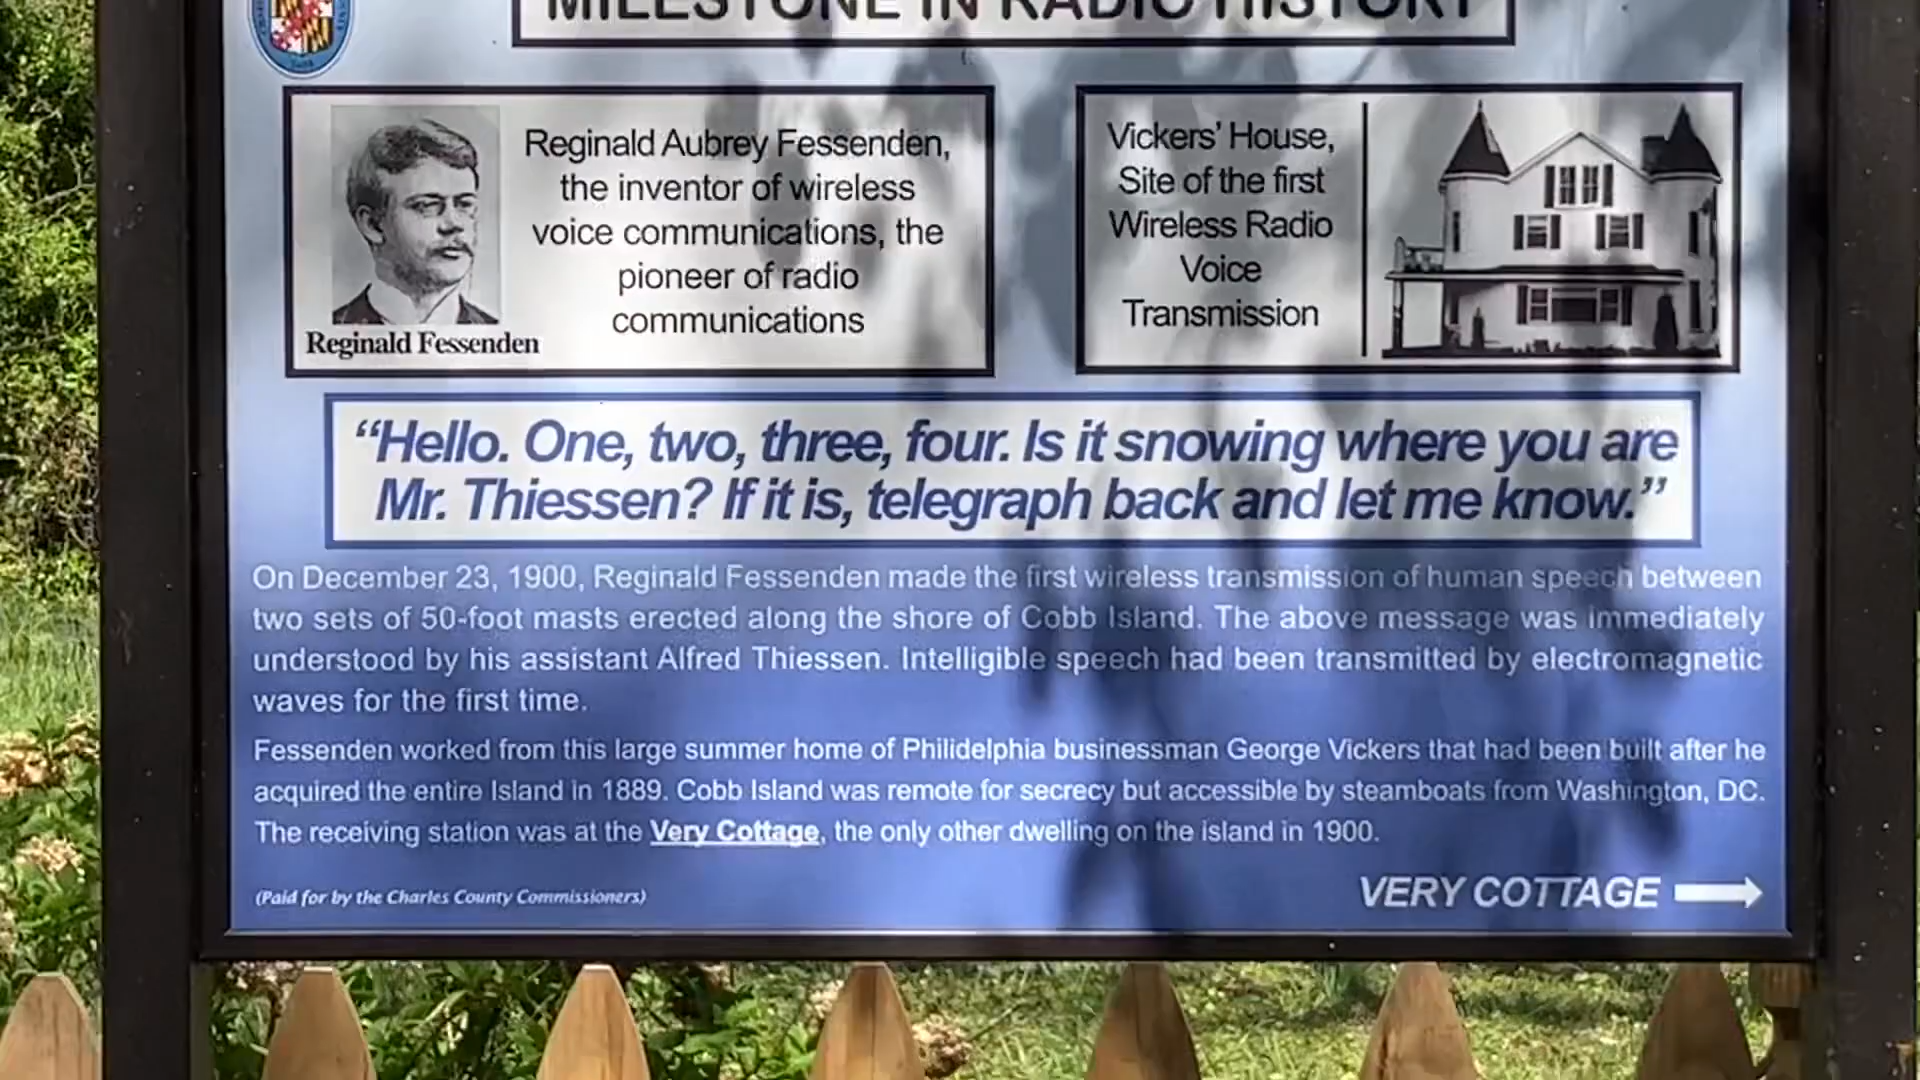 MILESTONE IN RADIO HISTORY
Reginald Aubrey Fessenden,
the inventor of wireless
voice communications, the
pioneer of radio
communications
Reginald Fessenden
Vickers' House,
Site of the first
Wireless Radio
Voice
Transmission
“Hello. One, two, three, four. Is it snowing where you are
Mr. Thiessen? If it is, telegraph back and let me know.”
On December 23, 1900, Reginald Fessenden made the first wireless transmission of human speech between
two sets of 50-foot masts erected along the shore of Cobb Island. The above message was immediately
understood by his assistant Alfred Thiessen. Intelligible speech had been transmitted by electromagnetic
waves for the first time.
Fessenden worked from this large summer home of Philidelphia businessman George Vickers that had been built after he
acquired the entire Island in 1889. Cobb Island was remote for secrecy but accessible by steamboats from Washington, DC.
The receiving station was at the Very Cottage, the only other dwelling on the island in 1900.
(Paid for by the Charles County Commissioners)
VERY COTTAGE